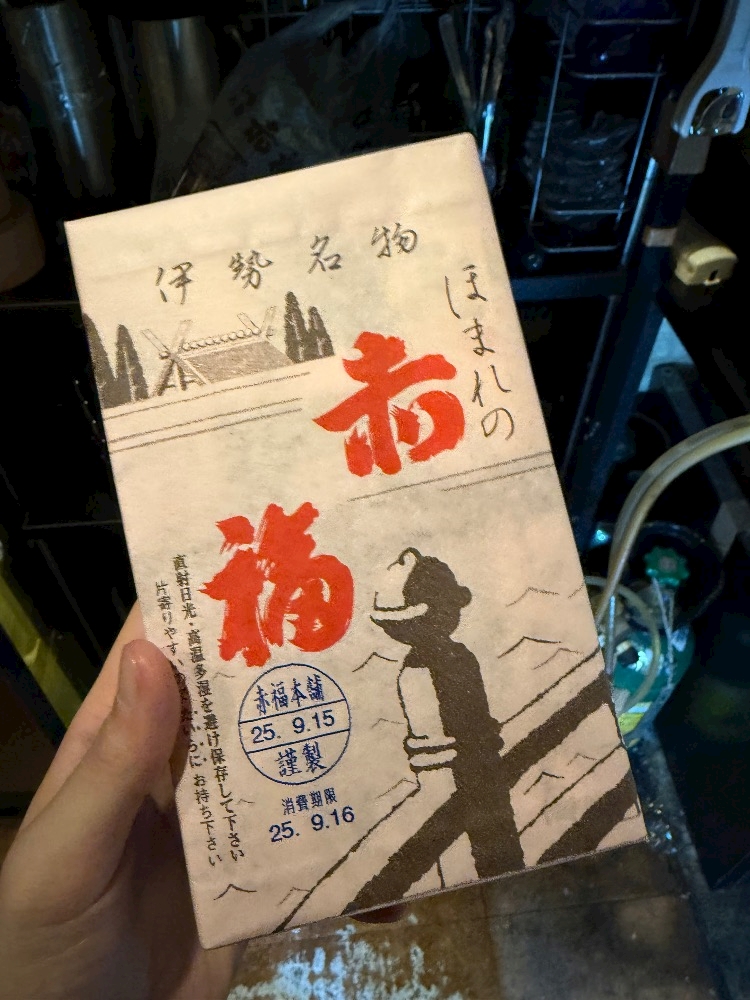 伊勢名物
ほまれの
赤福
直射日光・高温多湿を避け保存して下さい
片寄りやすい
お持ち下さい
赤福本舗
25. 9.15
謹製
消費期限
25. 9.16